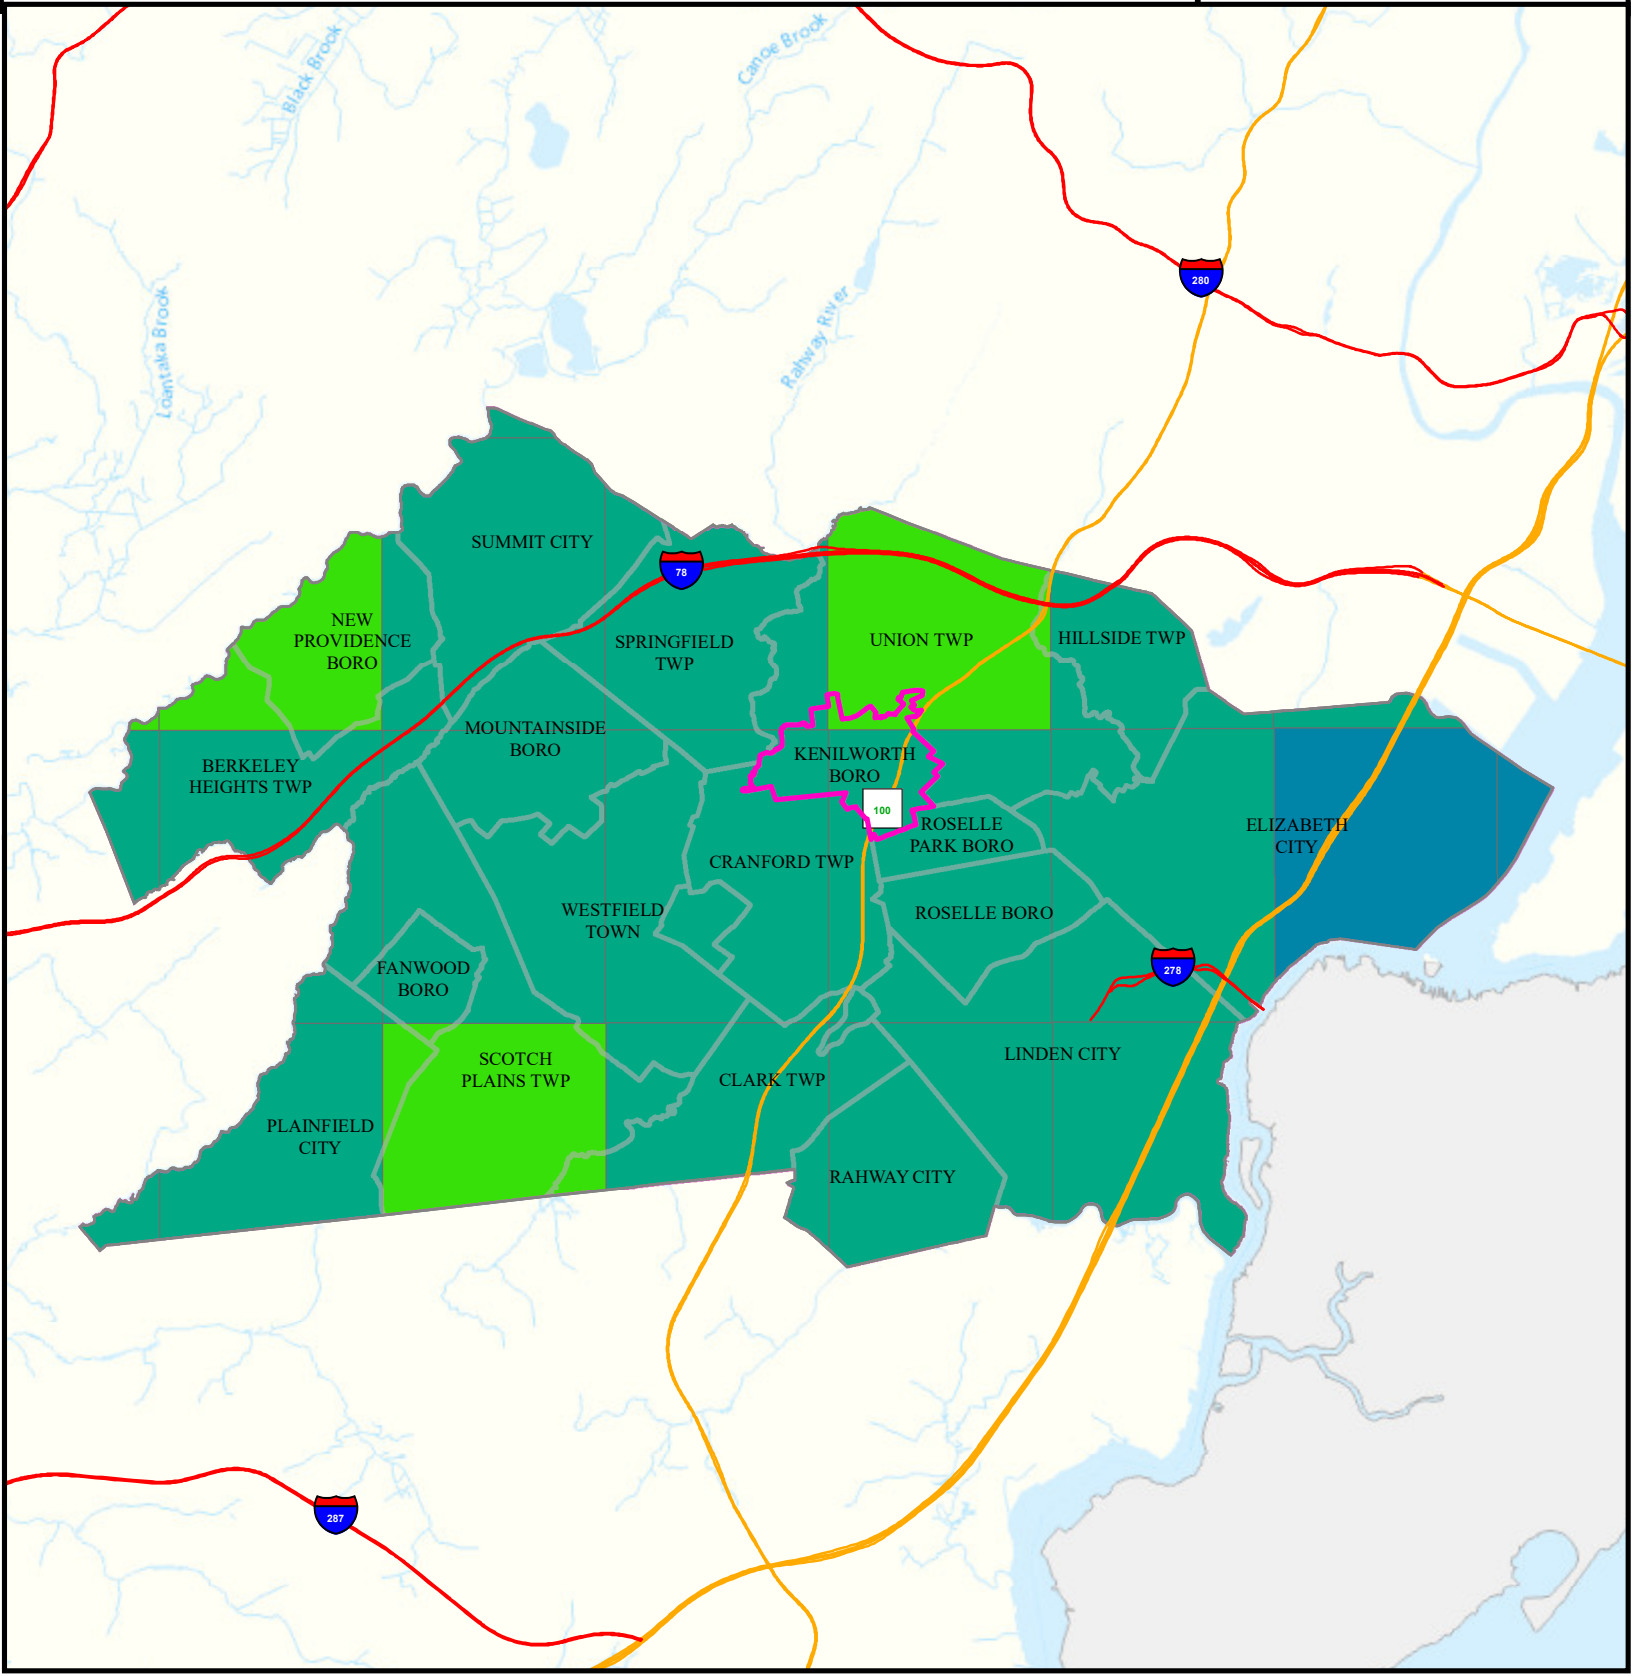 Black Brook
Canoe Brook
280
Loantaka Brook
Rahway River
SUMMIT CITY
78
NEW
PROVIDENCE
BORO
SPRINGFIELD
TWP
UNION TWP
HILLSIDE TWP
MOUNTAINSIDE
BORO
BERKELEY
HEIGHTS TWP
KENILWORTH
BORO
100
ROSELLE
PARK BORO
ELIZABETH
CITY
CRANFORD TWP
WESTFIELD
TOWN
ROSELLE BORO
FANWOOD
BORO
278
SCOTCH
PLAINS TWP
LINDEN CITY
CLARK TWP
PLAINFIELD
CITY
RAHWAY CITY
287